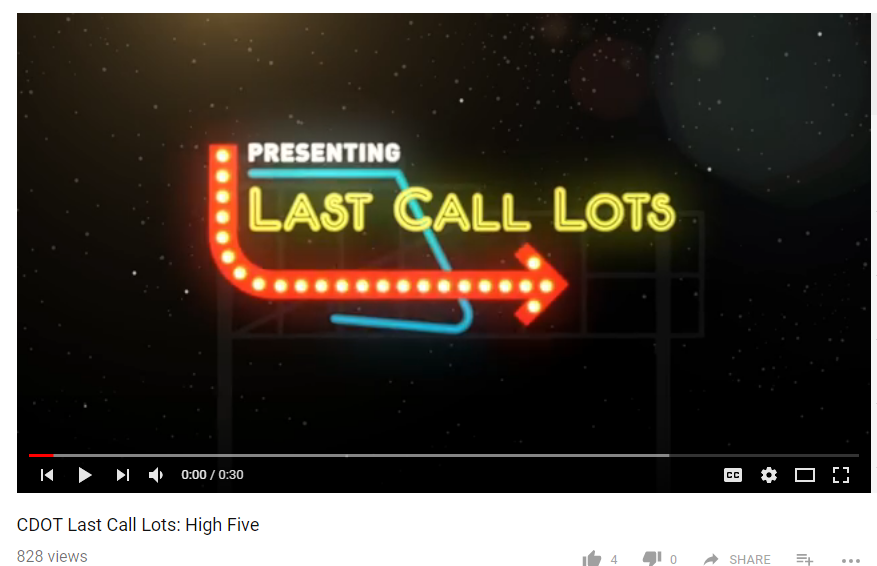 PRESENTING
LAST CALL LOTS
0:00 / 0:30
CC
CDOT Last Call Lots: High Five
828 views
4
0
SHARE